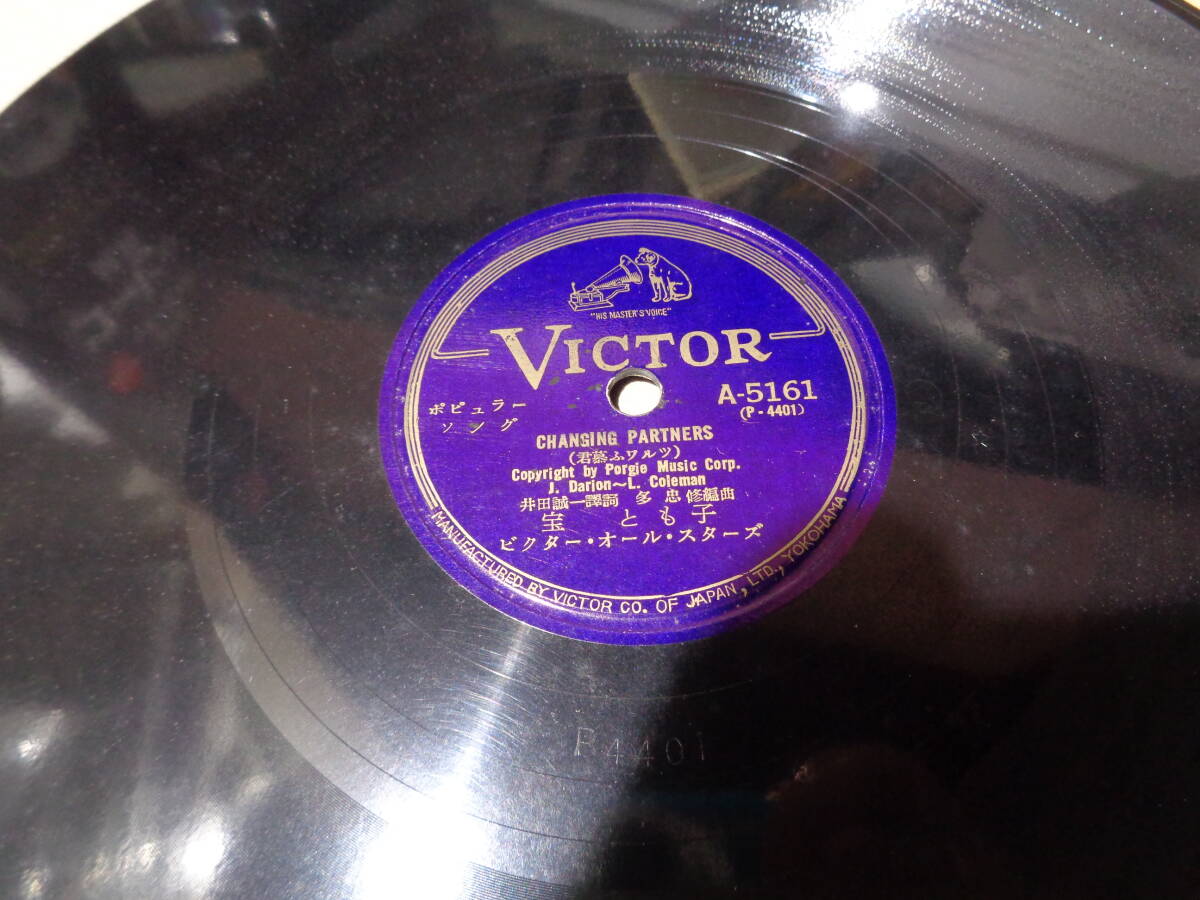 "HIS MASTER'S VOICE"
VICTOR
A-5161
(P-4401)
ポピュラー
ソング
CHANGING PARTNERS
(君慕ふワルツ)
Copyright by Porgie Music Corp.
J. Darion～L. Coleman
井田誠一譯詞 多 忠修編曲
宝 とも子
ビクター・オール・スターズ
MANUFACTURED BY VICTOR CO. OF JAPAN, LTD., YOKOHAMA
P4401